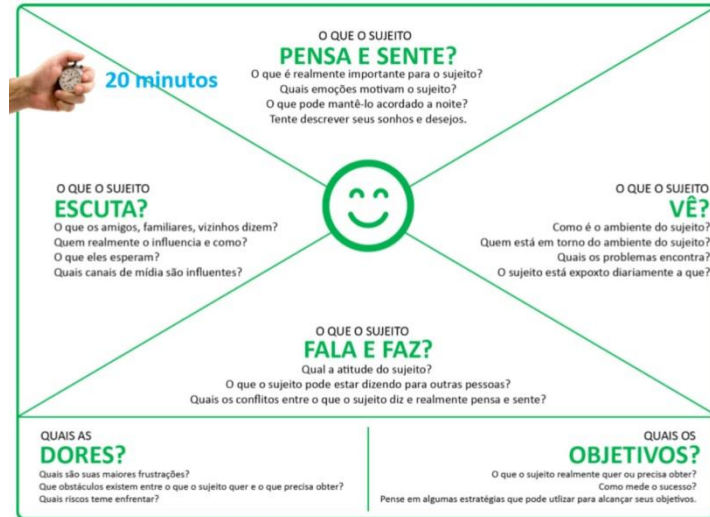 20 minutos
O QUE O SUJEITO
PENSA E SENTE?
O que é realmente importante para o sujeito?
Quais emoções motivam o sujeito?
O que pode mantê-lo acordado a noite?
Tente descrever seus sonhos e desejos.
O QUE O SUJEITO
ESCUTA?
O que os amigos, familiares, vizinhos dizem?
Quem realmente o influencia e como?
O que eles esperam?
Quais canais de mídia são influentes?
O QUE O SUJEITO
VÊ?
Como é o ambiente do sujeito?
Quem está em torno do ambiente do sujeito?
Quais os problemas encontra?
O sujeito está expoxto diariamente a que?
O QUE O SUJEITO
FALA E FAZ?
Qual a atitude do sujeito?
O que o sujeito pode estar dizendo para outras pessoas?
Quais os conflitos entre o que o sujeito diz e realmente pensa e sente?
QUAIS AS
DORES?
Quais são suas maiores frustrações?
Que obstáculos existem entre o que o sujeito quer e o que precisa obter?
Quais riscos teme enfrentar?
QUAIS OS
OBJETIVOS?
O que o sujeito realmente quer ou precisa obter?
Como mede o sucesso?
Pense em algumas estratégias que pode utlizar para alcançar seus objetivos.